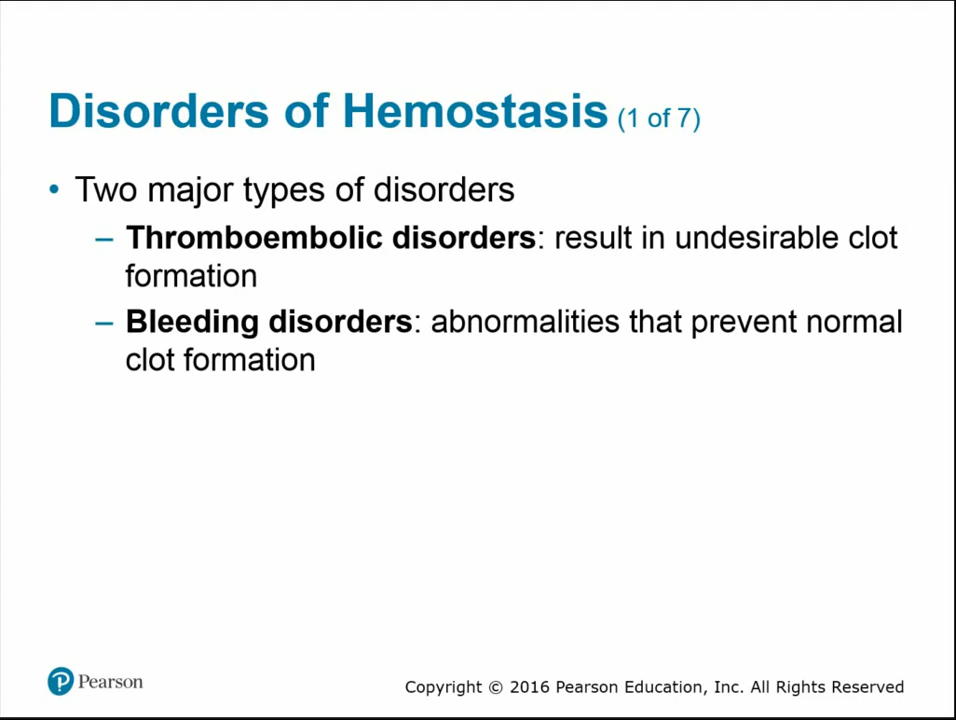 Disorders of Hemostasis (1 of 7)
• Two major types of disorders
– Thromboembolic disorders: result in undesirable clot
formation
– Bleeding disorders: abnormalities that prevent normal
clot formation
P Pearson
Copyright © 2016 Pearson Education, Inc. All Rights Reserved